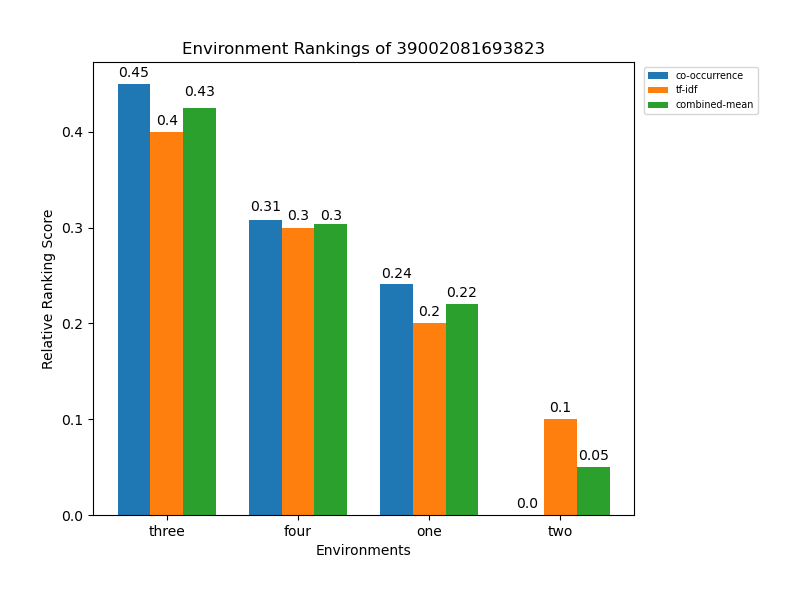 Environment Rankings of 39002081693823
co-occurrence
tf-idf
combined-mean
Relative Ranking Score
0.4
0.3
0.2
0.1
0.0
0.45
0.4
0.43
0.31
0.3
0.3
0.24
0.2
0.22
0.0
0.1
0.05
three
four
one
two
Environments